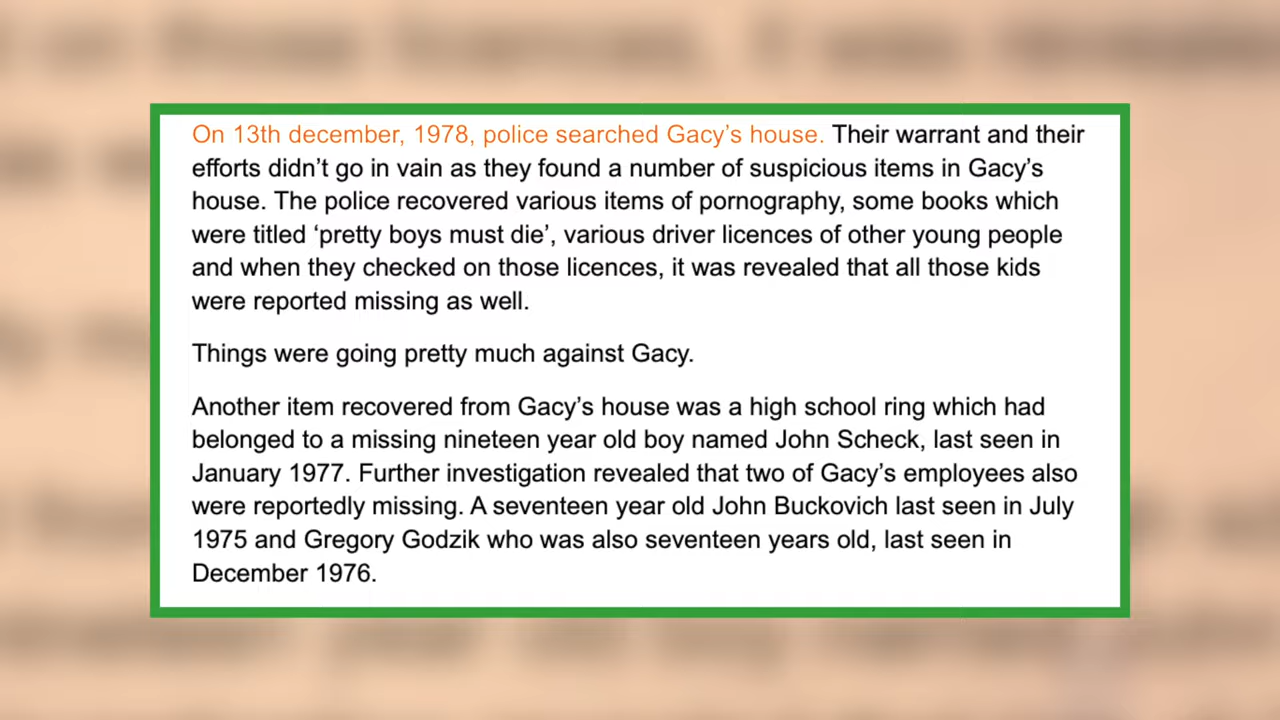 On 13th december, 1978, police searched Gacy’s house. Their warrant and their
efforts didn’t go in vain as they found a number of suspicious items in Gacy’s
house. The police recovered various items of pornography, some books which
were titled ‘pretty boys must die’, various driver licences of other young people
and when they checked on those licences, it was revealed that all those kids
were reported missing as well.
Things were going pretty much against Gacy.
Another item recovered from Gacy’s house was a high school ring which had
belonged to a missing nineteen year old boy named John Scheck, last seen in
January 1977. Further investigation revealed that two of Gacy’s employees also
were reportedly missing. A seventeen year old John Buckovich last seen in July
1975 and Gregory Godzik who was also seventeen years old, last seen in
December 1976.